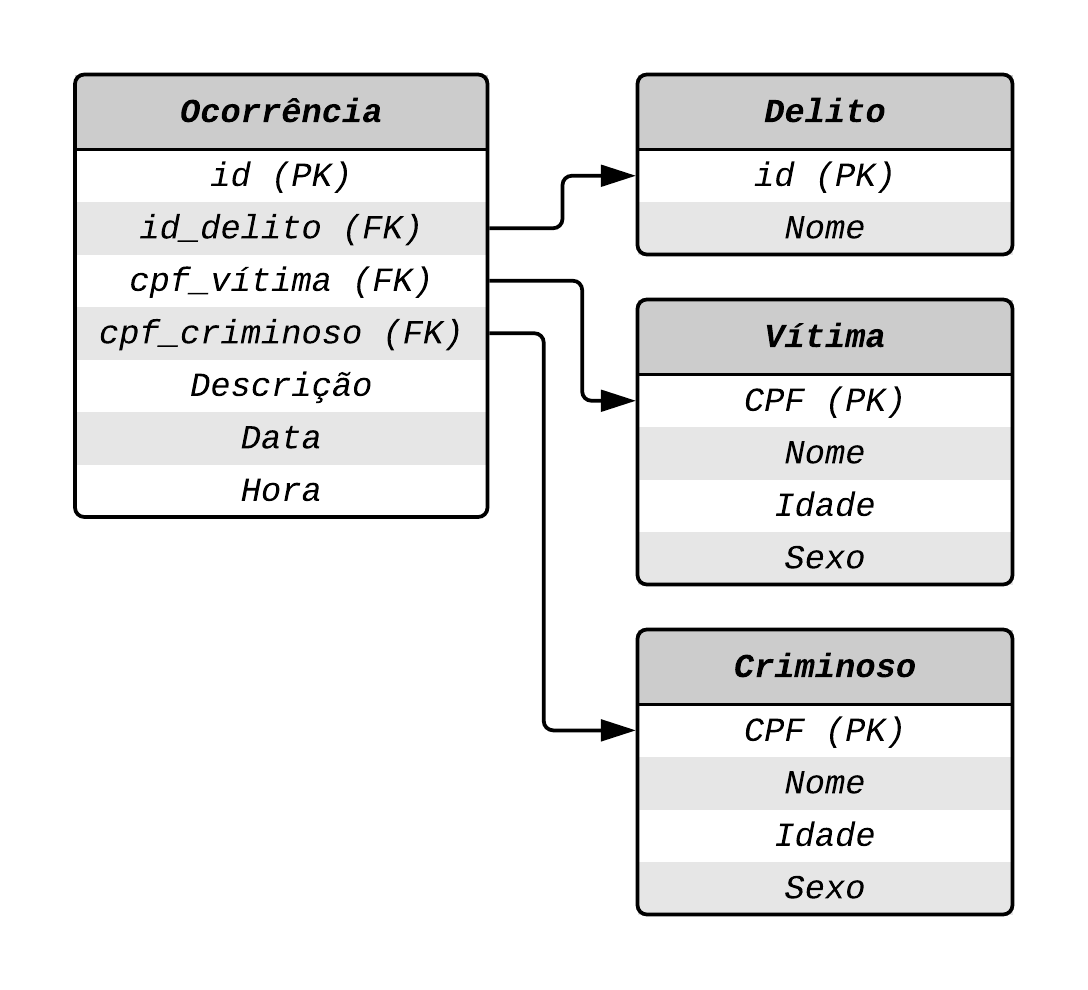 Ocorrência
id (PK)
id_delito (FK)
cpf_vítima (FK)
cpf_criminoso (FK)
Descrição
Data
Hora
Delito
id (PK)
Nome
Vítima
CPF (PK)
Nome
Idade
Sexo
Criminoso
CPF (PK)
Nome
Idade
Sexo